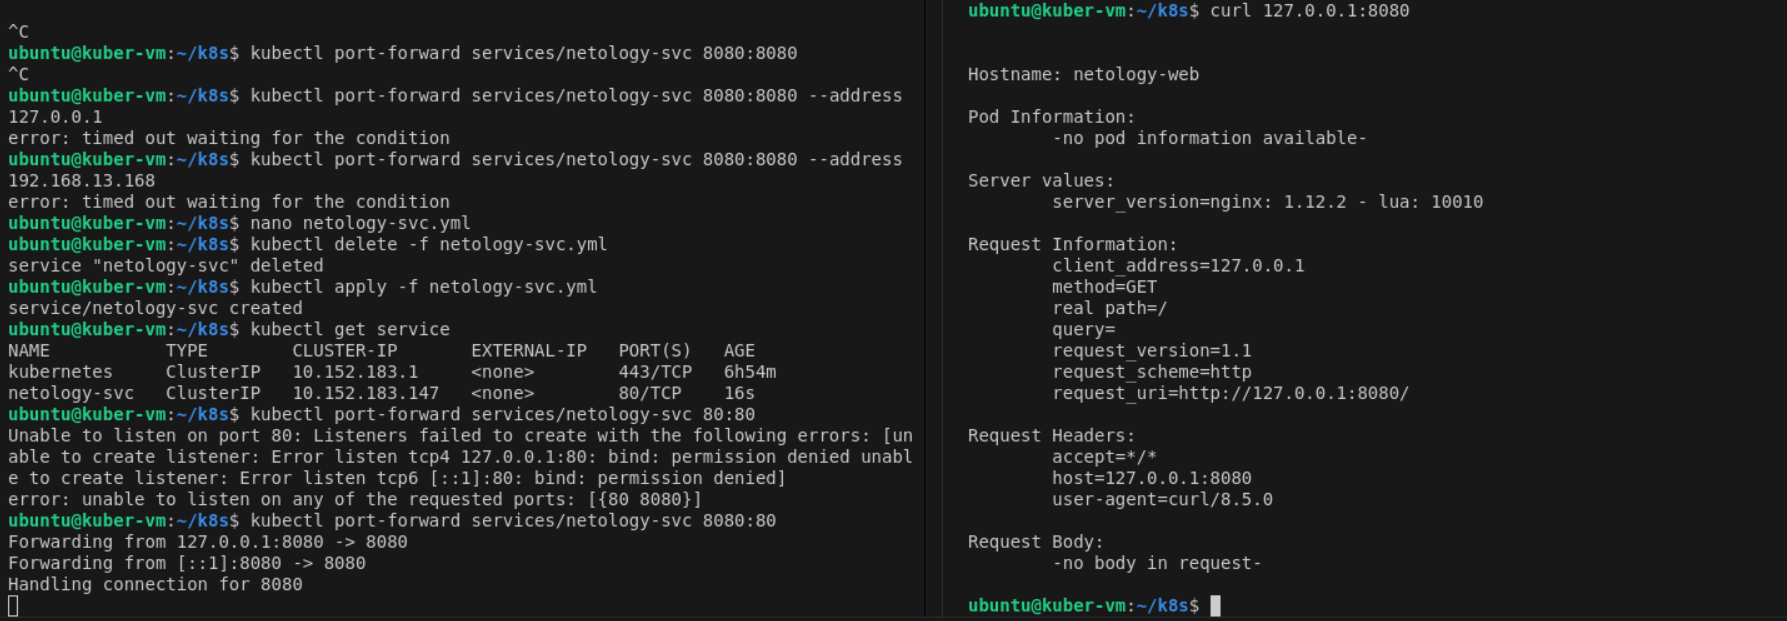 ^C
ubuntu@kuber-vm:~/k8s$ kubectl port-forward services/netology-svc 8080:8080
^C
ubuntu@kuber-vm:~/k8s$ kubectl port-forward services/netology-svc 8080:8080 --address
127.0.0.1
error: timed out waiting for the condition
ubuntu@kuber-vm:~/k8s$ kubectl port-forward services/netology-svc 8080:8080 --address
192.168.13.168
error: timed out waiting for the condition
ubuntu@kuber-vm:~/k8s$ nano netology-svc.yml
ubuntu@kuber-vm:~/k8s$ kubectl delete -f netology-svc.yml
service "netology-svc" deleted
ubuntu@kuber-vm:~/k8s$ kubectl apply -f netology-svc.yml
service/netology-svc created
ubuntu@kuber-vm:~/k8s$ kubectl get service
NAME           TYPE        CLUSTER-IP       EXTERNAL-IP   PORT(S)   AGE
kubernetes     ClusterIP   10.152.183.1     <none>        443/TCP   6h54m
netology-svc   ClusterIP   10.152.183.147   <none>        80/TCP    16s
ubuntu@kuber-vm:~/k8s$ kubectl port-forward services/netology-svc 80:80
Unable to listen on port 80: Listeners failed to create with the following errors: [un
able to create listener: Error listen tcp4 127.0.0.1:80: bind: permission denied unabl
e to create listener: Error listen tcp6 [::1]:80: bind: permission denied]
error: unable to listen on any of the requested ports: [{80 8080}]
ubuntu@kuber-vm:~/k8s$ kubectl port-forward services/netology-svc 8080:80
Forwarding from 127.0.0.1:8080 -> 8080
Forwarding from [::1]:8080 -> 8080
Handling connection for 8080
ubuntu@kuber-vm:~/k8s$ curl 127.0.0.1:8080
Hostname: netology-web
Pod Information:
-no pod information available-
Server values:
server_version=nginx: 1.12.2 - lua: 10010
Request Information:
client_address=127.0.0.1
method=GET
real path=/
query=
request_version=1.1
request_scheme=http
request_uri=http://127.0.0.1:8080/
Request Headers:
accept=*/*
host=127.0.0.1:8080
user-agent=curl/8.5.0
Request Body:
-no body in request-
ubuntu@kuber-vm:~/k8s$